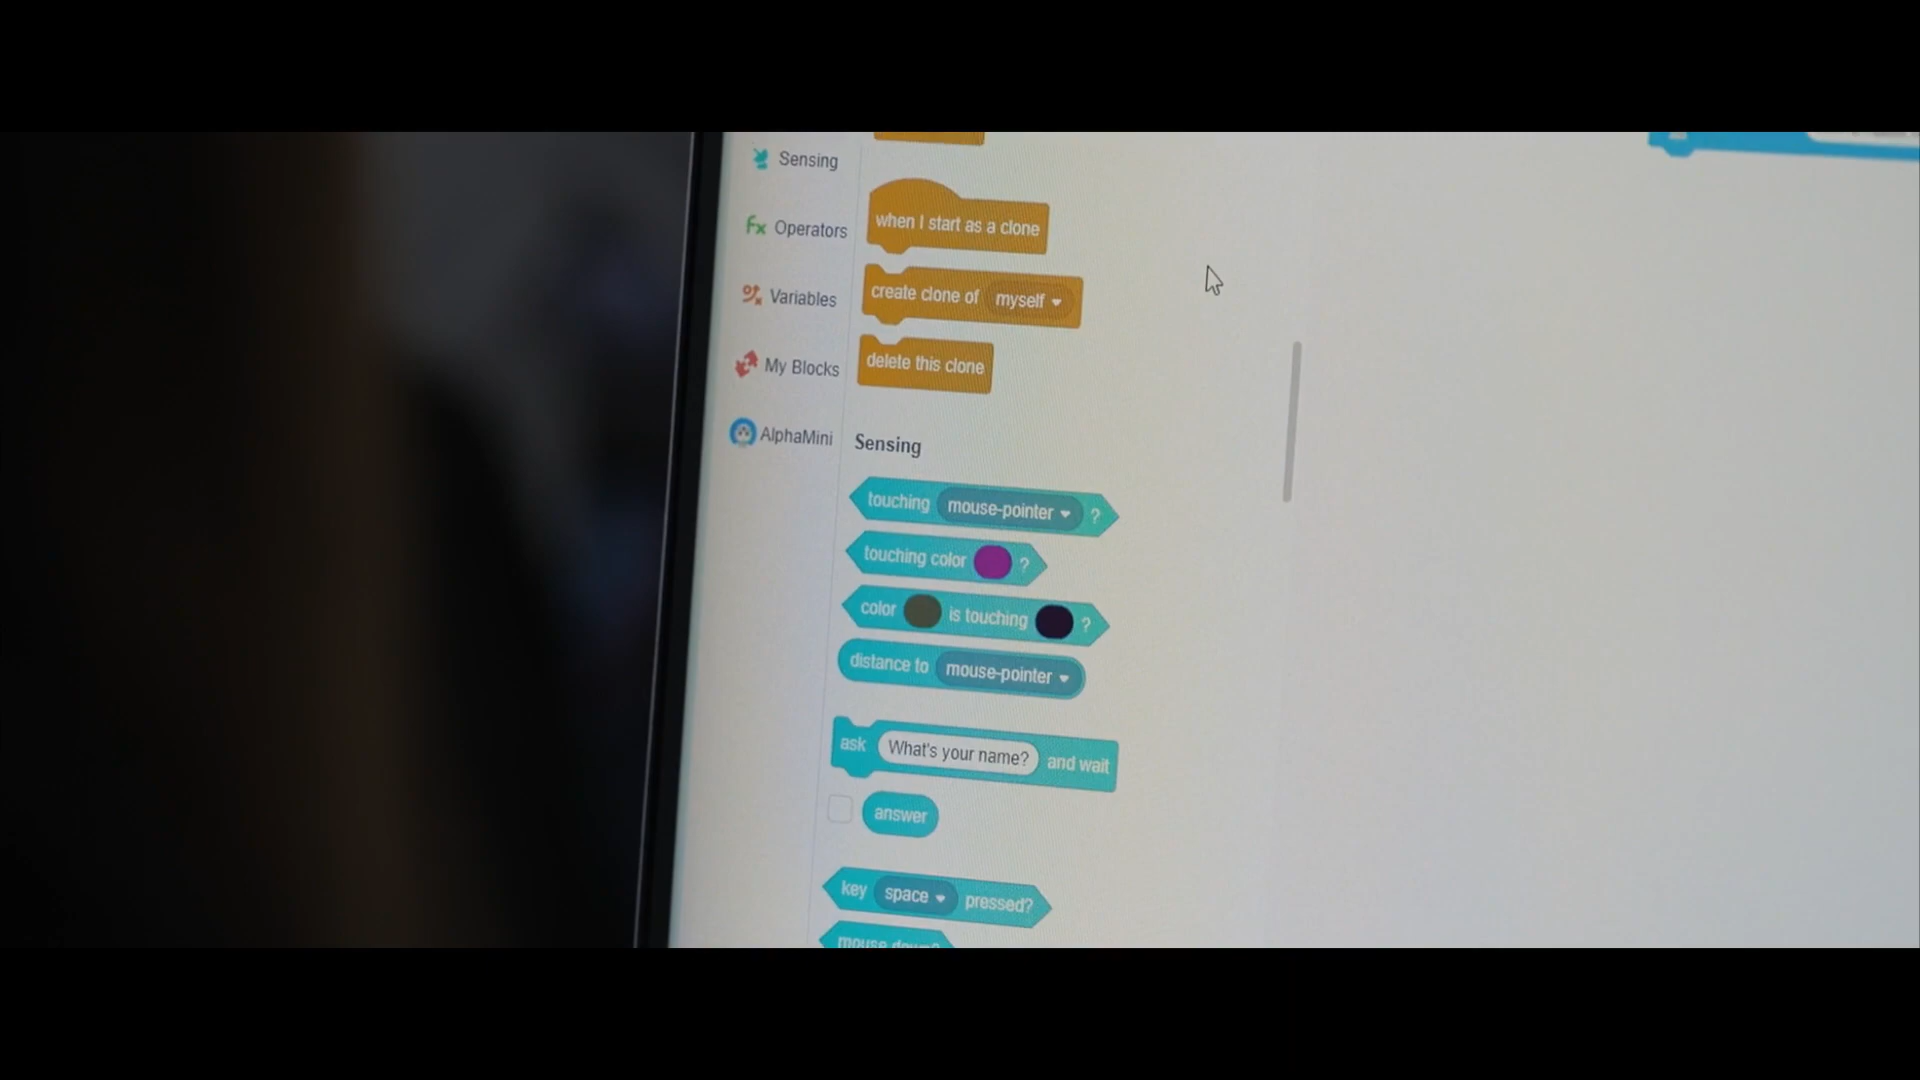 Sensing
Operators
Variables
My Blocks
AlphaMini
when I start as a clone
create clone of myself
delete this clone
Sensing
touching mouse-pointer ?
touching color ?
color is touching ?
distance to mouse-pointer
ask What's your name? and wait
answer
key space pressed?
mouse down?